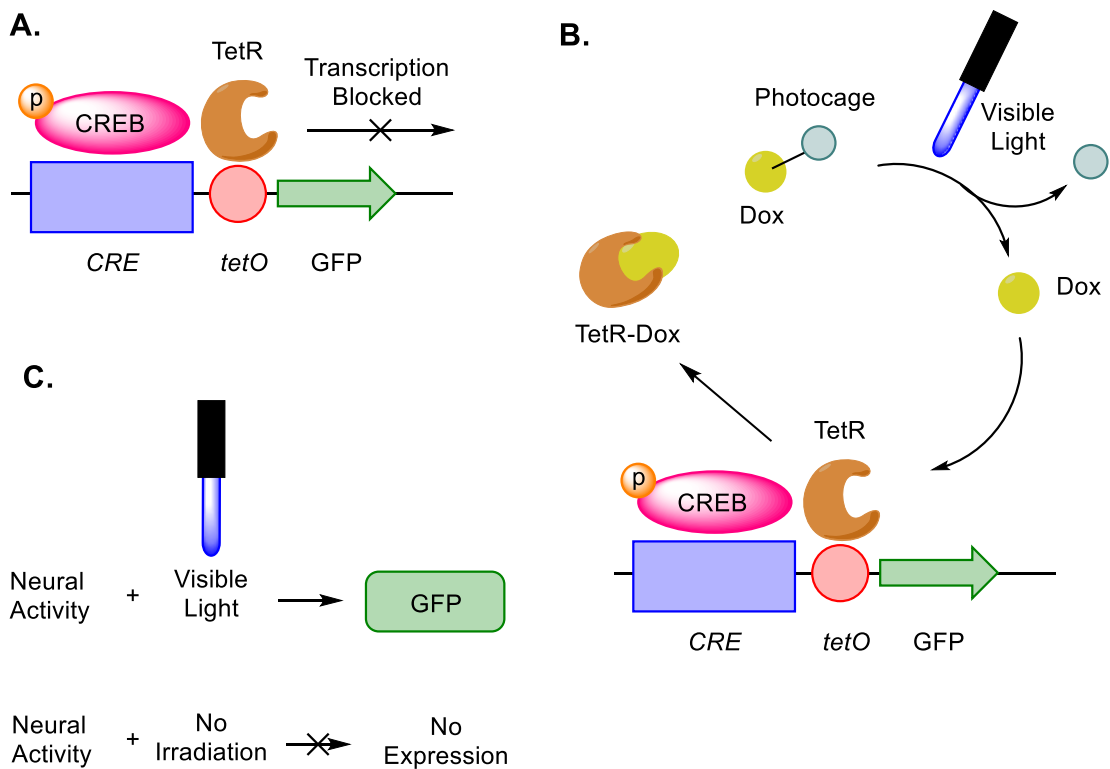 A.
TetR
Transcription
Blocked
p
CREB
CRE
tetO
GFP
B.
Photocage
Visible
Light
Dox
Dox
TetR-Dox
TetR
p
CREB
CRE
tetO
GFP
C.
Neural
Activity
+
Visible
Light
GFP
Neural
Activity
+
No
Irradiation
No
Expression